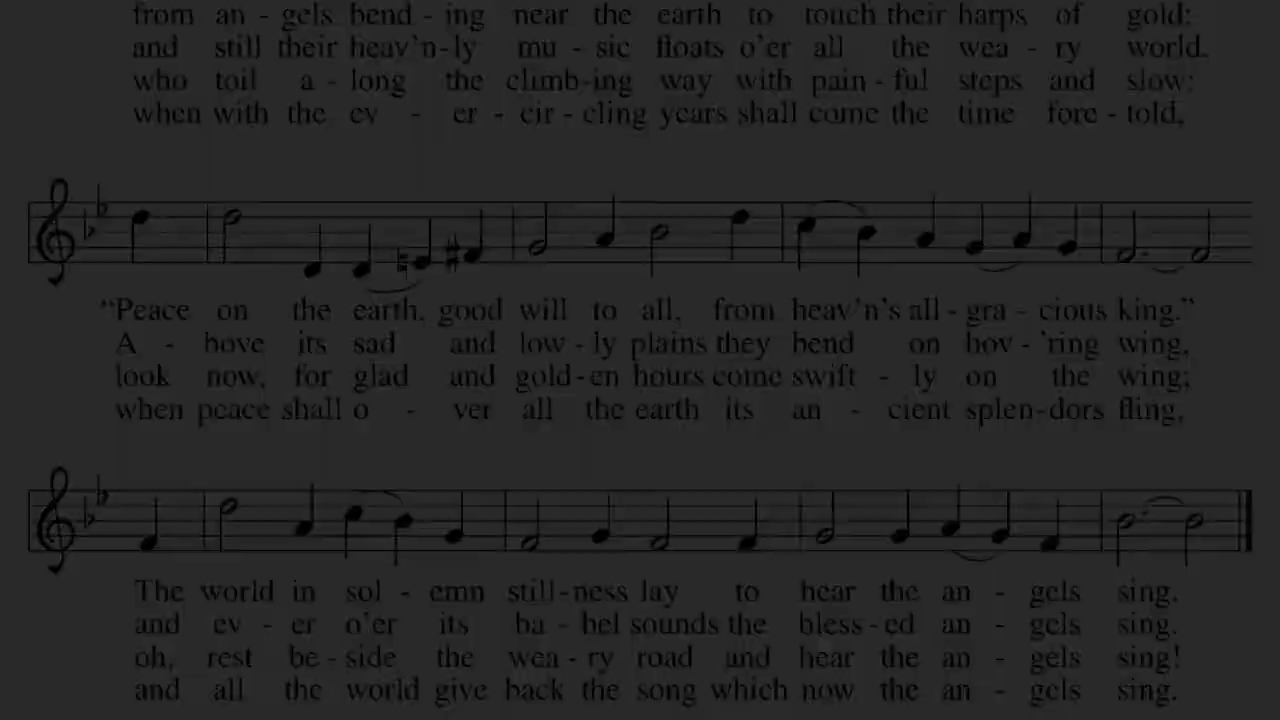 from an - gels bend - ing near the earth to touch their harps of gold:
and still their heav'n - ly mu - sic floats o'er all the wea - ry world.
who toil a - long the climb - ing way with pain - ful steps and slow:
when with the ev - er - cir - cling years shall come the time fore - told,
“Peace on the earth, good will to all, from heav'n's all - gra - cious king.”
A - bove its sad and low - ly plains they bend on hov - 'ring wing,
look now, for glad and gold - en hours come swift - ly on the wing;
when peace shall o - ver all the earth its an - cient splen - dors fling,
The world in sol - emn still - ness lay to hear the an - gels sing.
and ev - er o'er its ba - bel sounds the bless - ed an - gels sing.
oh, rest be - side the wea - ry road and hear the an - gels sing!
and all the world give back the song which now the an - gels sing.